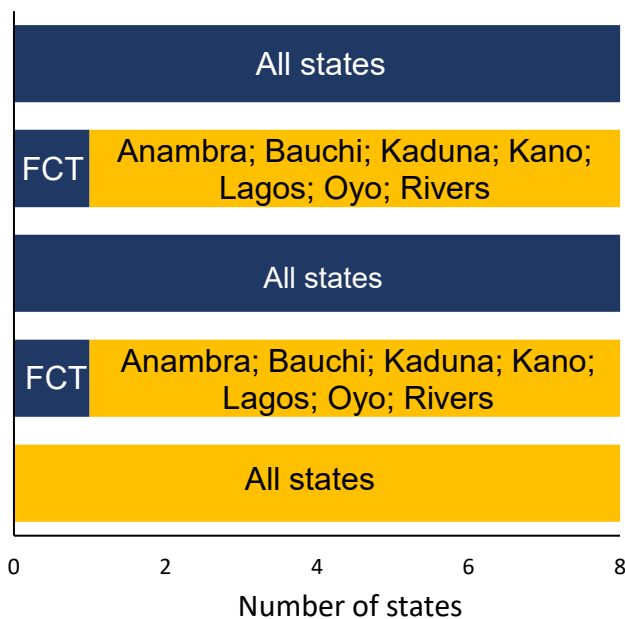 All states
FCT
Anambra; Bauchi; Kaduna; Kano;
Lagos; Oyo; Rivers
All states
FCT
Anambra; Bauchi; Kaduna; Kano;
Lagos; Oyo; Rivers
All states
0 2 4 6 8
Number of states